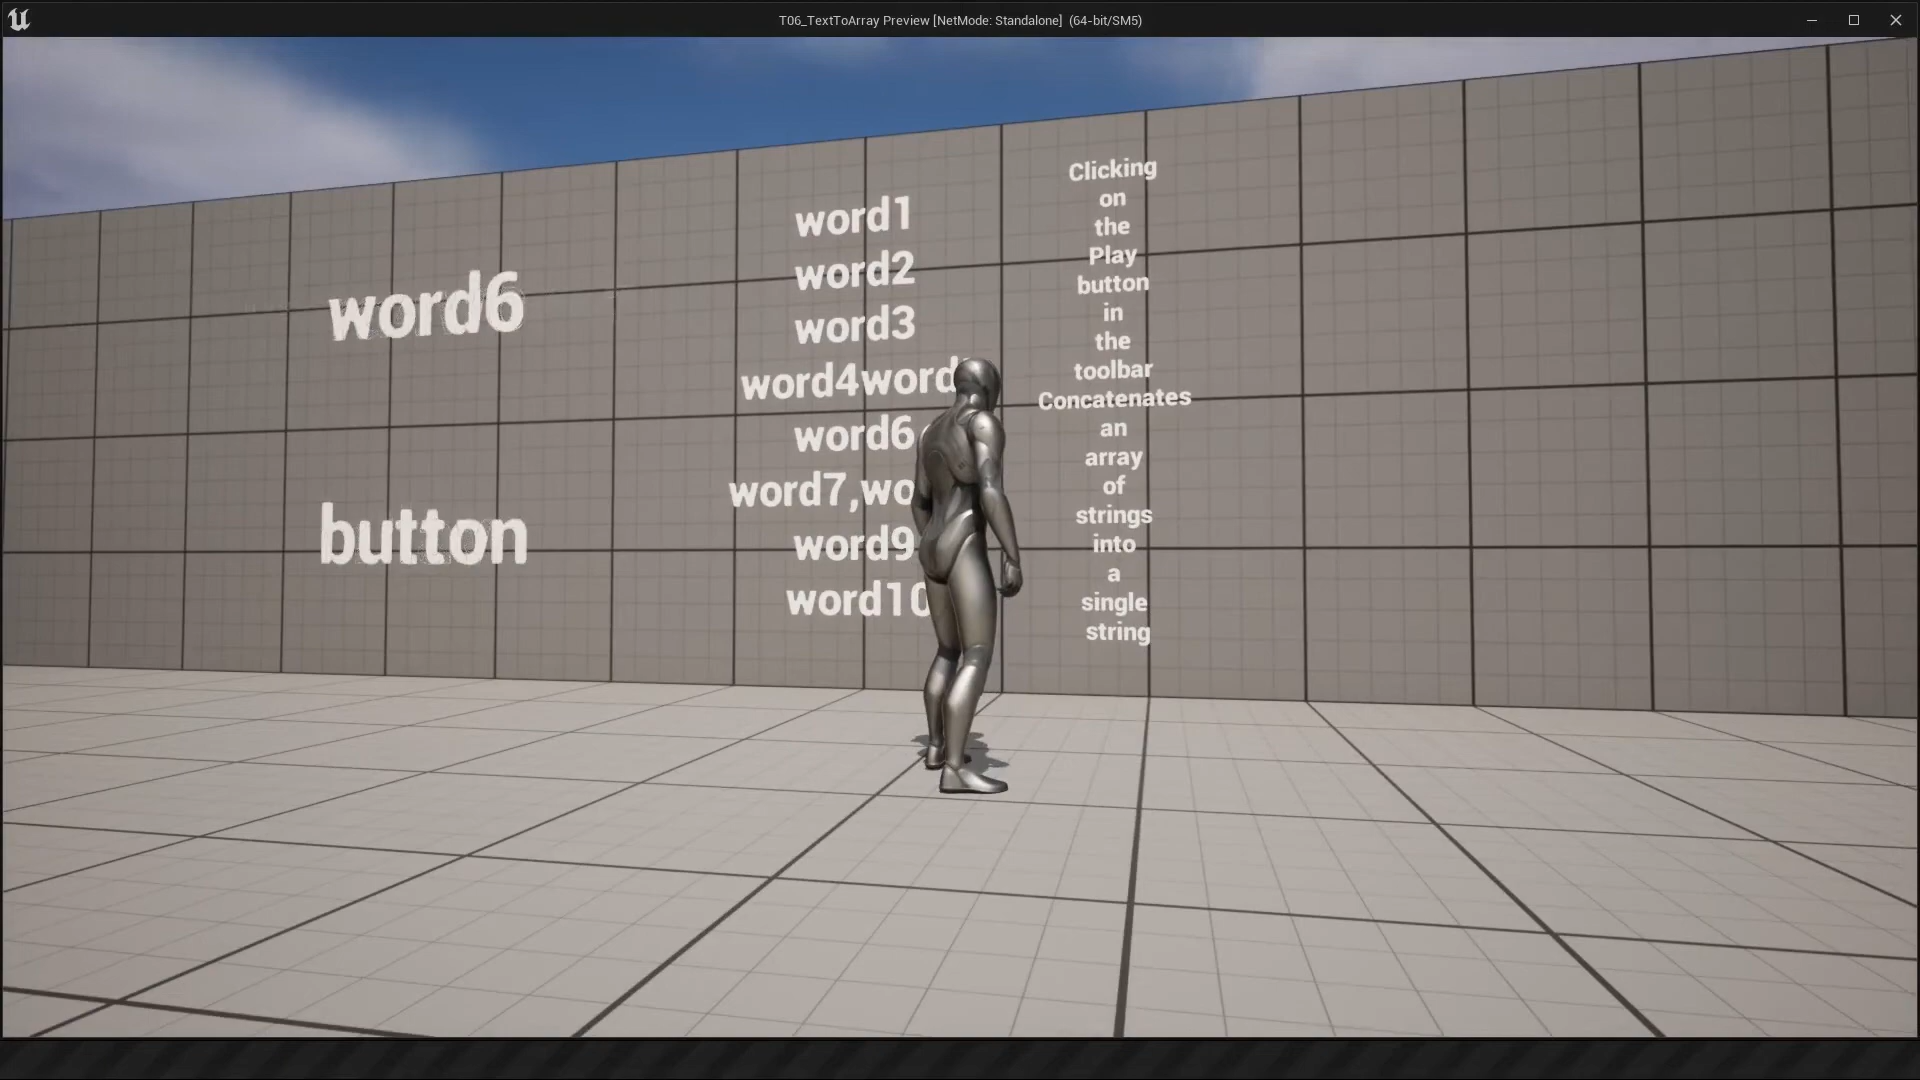 T06_TextToArray Preview [NetMode: Standalone] (64-bit/SM5)
word6
button
word1
word2
word3
word4word
word6
word7,wo
word9
word10
Clicking
on
the
Play
button
in
the
toolbar
Concatenates
an
array
of
strings
into
a
single
string